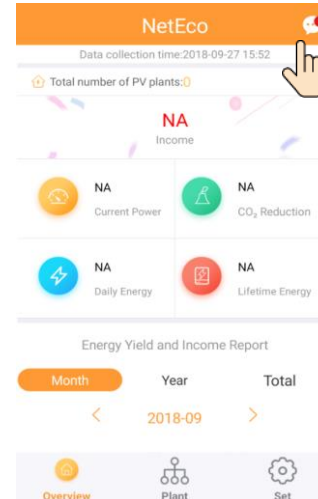 NetEco
Data collection time:2018-09-27 15:52
Total number of PV plants:0
NA
Income
NA
Current Power
NA
CO₂ Reduction
NA
Daily Energy
NA
Lifetime Energy
Energy Yield and Income Report
Month Year Total
< 2018-09 >
Overview Plant Set